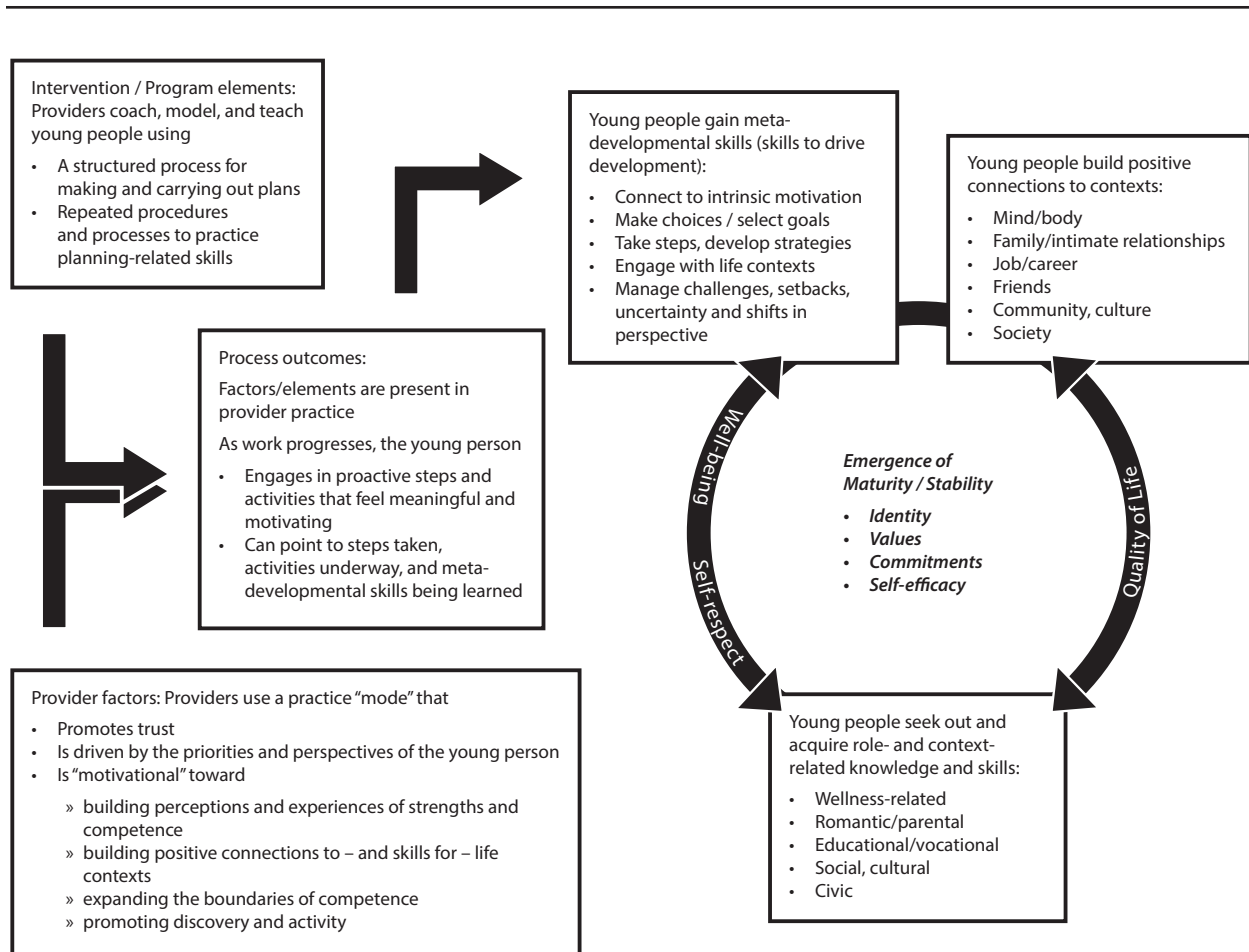 Intervention / Program elements:
Providers coach, model, and teach
young people using
• A structured process for
making and carrying out plans
• Repeated procedures
and processes to practice
planning-related skills
Process outcomes:
Factors/elements are present in
provider practice
As work progresses, the young person
• Engages in proactive steps and
activities that feel meaningful and
motivating
• Can point to steps taken,
activities underway, and meta-
developmental skills being learned
Provider factors: Providers use a practice “mode” that
• Promotes trust
• Is driven by the priorities and perspectives of the young person
• Is “motivational” toward
» building perceptions and experiences of strengths and
competence
» building positive connections to – and skills for – life
contexts
» expanding the boundaries of competence
» promoting discovery and activity
Young people gain meta-
developmental skills (skills to drive
development):
• Connect to intrinsic motivation
• Make choices / select goals
• Take steps, develop strategies
• Engage with life contexts
• Manage challenges, setbacks,
uncertainty and shifts in
perspective
Young people build positive
connections to contexts:
• Mind/body
• Family/intimate relationships
• Job/career
• Friends
• Community, culture
• Society
Well-being
Self-respect
Emergence of
Maturity / Stability
• Identity
• Values
• Commitments
• Self-efficacy
Quality of Life
Young people seek out and
acquire role- and context-
related knowledge and skills:
• Wellness-related
• Romantic/parental
• Educational/vocational
• Social, cultural
• Civic